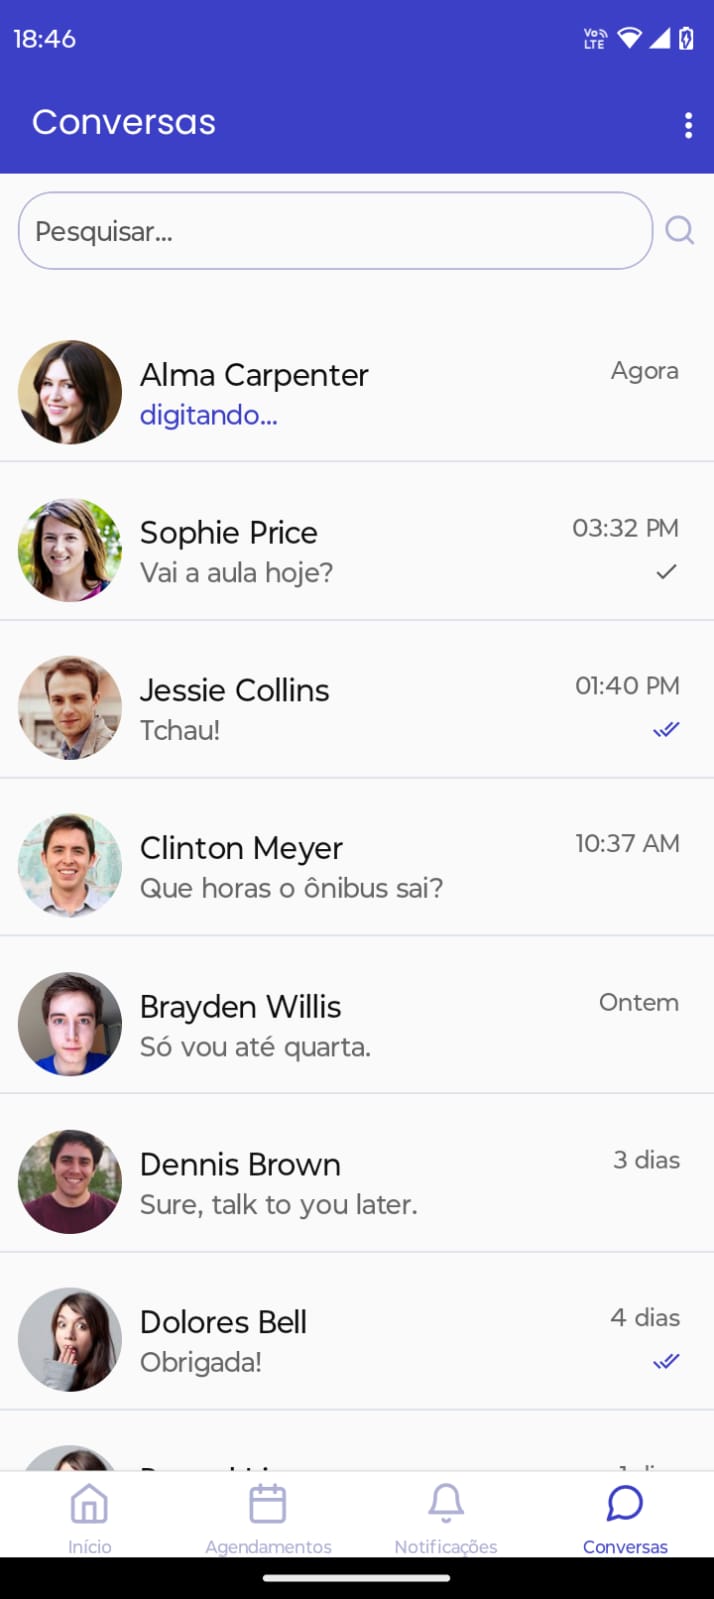 18:46
Vo LTE
Conversas
Pesquisar...
Alma Carpenter
Agora
digitando...
Sophie Price
03:32 PM
Vai a aula hoje?
Jessie Collins
01:40 PM
Tchau!
Clinton Meyer
10:37 AM
Que horas o ônibus sai?
Brayden Willis
Ontem
Só vou até quarta.
Dennis Brown
3 dias
Sure, talk to you later.
Dolores Bell
4 dias
Obrigada!
Início
Agendamentos
Notificações
Conversas